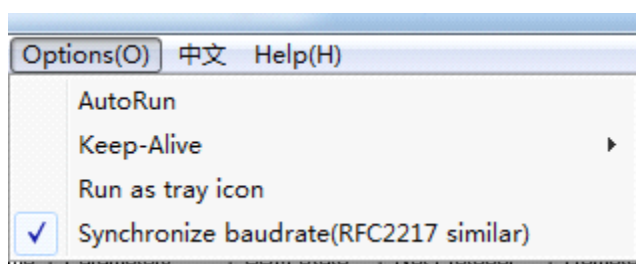 Options(O) 中文 Help(H)
AutoRun
Keep-Alive
Run as tray icon
Synchronize baudrate(RFC2217 similar)